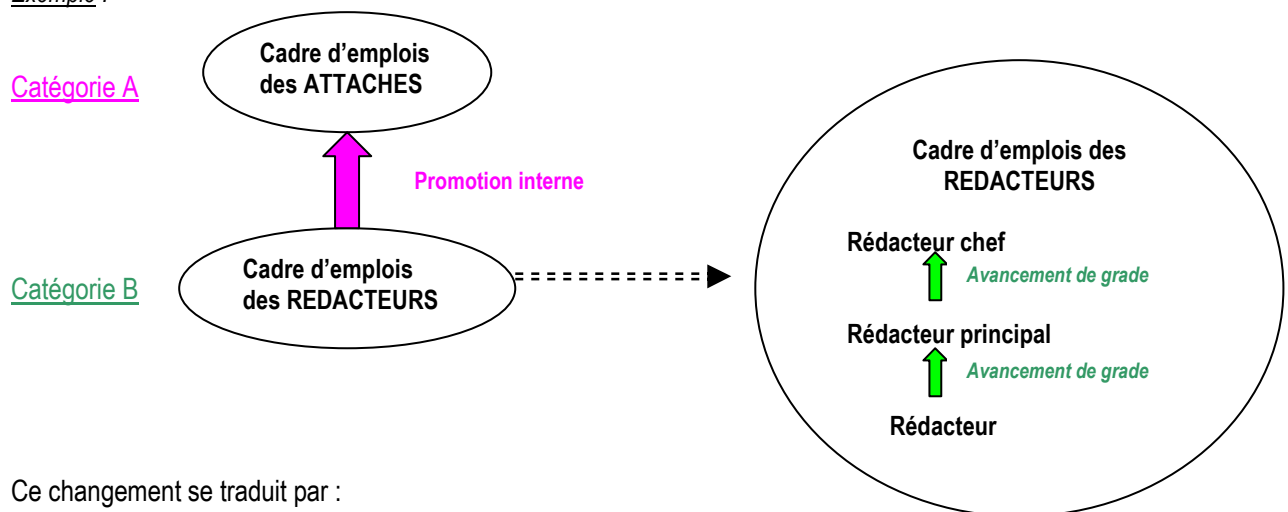 Exemple :
Cadre d'emplois
des ATTACHES
Catégorie A
Promotion interne
Catégorie B
Cadre d'emplois
des REDACTEURS
Cadre d'emplois des
REDACTEURS
Rédacteur chef
Avancement de grade
Rédacteur principal
Avancement de grade
Rédacteur
Ce changement se traduit par :